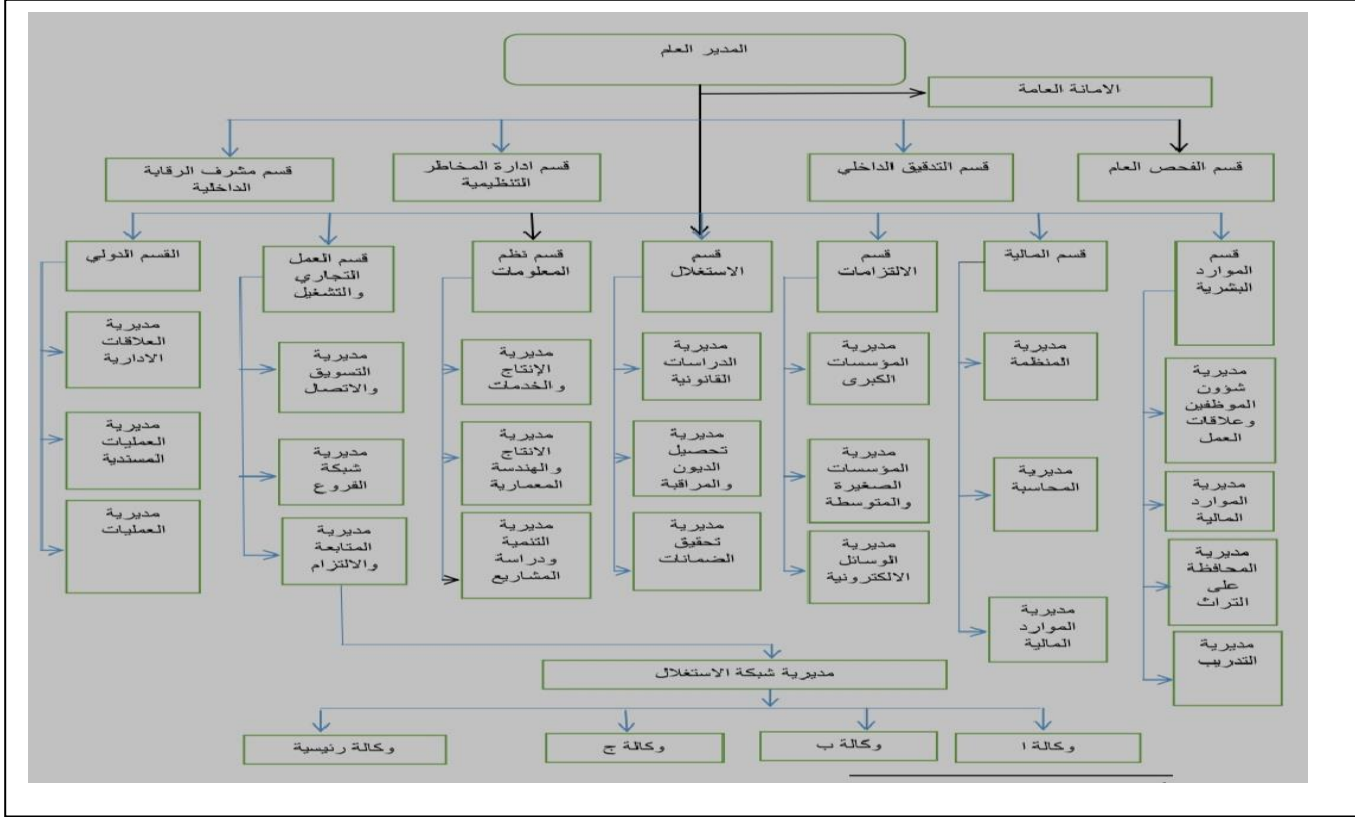 المدير العام
الامانة العامة
قسم الفحص العام
قسم التدقيق الداخلي
قسم ادارة المخاطر
التنظيمية
قسم مشرف الرقابة
الداخلية
قسم
الموارد
البشرية
قسم المالية
قسم
الالتزامات
قسم
الاستغلال
قسم نظم
المعلومات
قسم العمل
التجاري
والتشغيل
القسم الدولي
مديرية
شؤون
الموظفين
وعلاقات
العمل
مديرية
الموارد
المالية
مديرية
المحافظة
على
التراث
مديرية
التدريب
مديرية
المنظمة
مديرية
المحاسبة
مديرية
الموارد
المالية
مديرية
المؤسسات
الكبرى
مديرية
المؤسسات
الصغيرة
والمتوسطة
مديرية
الوسائل
الالكترونية
مديرية
الدراسات
القانونية
مديرية
تحصيل
الديون
والمراقبة
مديرية
تحقيق
الضمانات
مديرية
الإنتاج
والخدمات
مديرية
الانتاج
والهندسة
المعمارية
مديرية
التنمية
ودراسة
المشاريع
مديرية
التسويق
والاتصال
مديرية
شبكة
الفروع
مديرية
المتابعة
والالتزام
مديرية
العلاقات
الادارية
مديرية
العمليات
المستدية
مديرية
العمليات
مديرية شبكة الاستغلال
وكالة ا
وكالة ب
وكالة ج
وكالة رئيسية